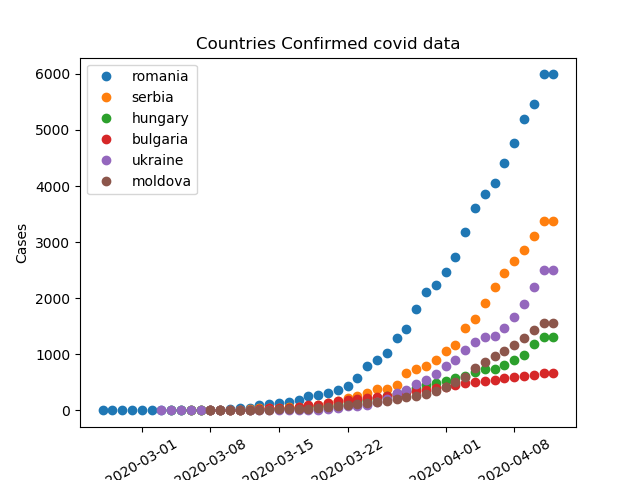 Countries Confirmed covid data
romania
serbia
hungary
bulgaria
ukraine
moldova
6000
5000
4000
3000
2000
1000
0
Cases
2020-03-01
2020-03-08
2020-03-15
2020-03-22
2020-04-01
2020-04-08